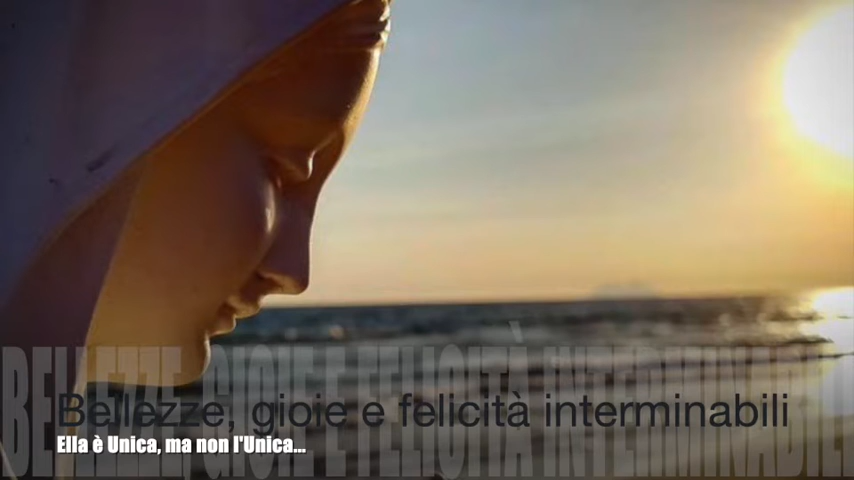 BELLEZZE, GIOIE E FELICITÀ INTERMINABILI
Bellezze, gioie e felicità interminabili
Ella è Unica, ma non l'Unica...